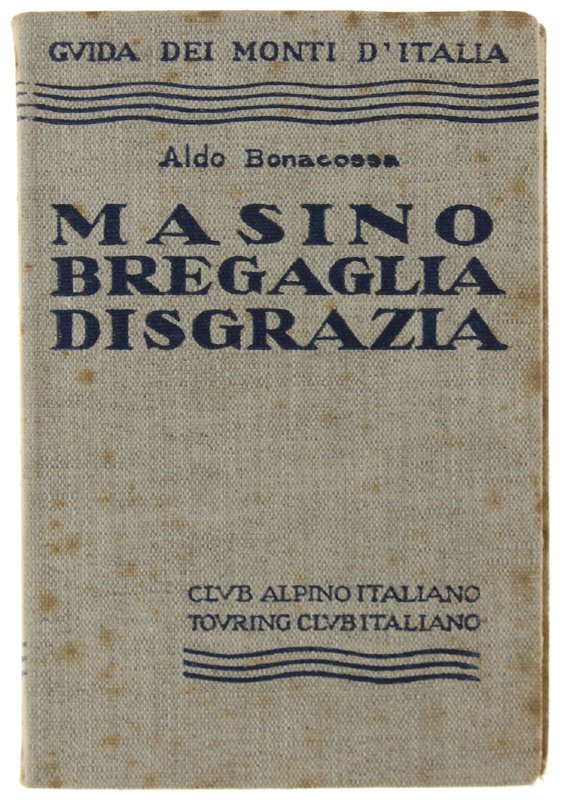 GVIDA DEI MONTI D'ITALIA
Aldo Bonacossa
MASINO
BREGAGLIA
DISGRAZIA
CLVB ALPINO ITALIANO
TOVRING CLVB ITALIANO